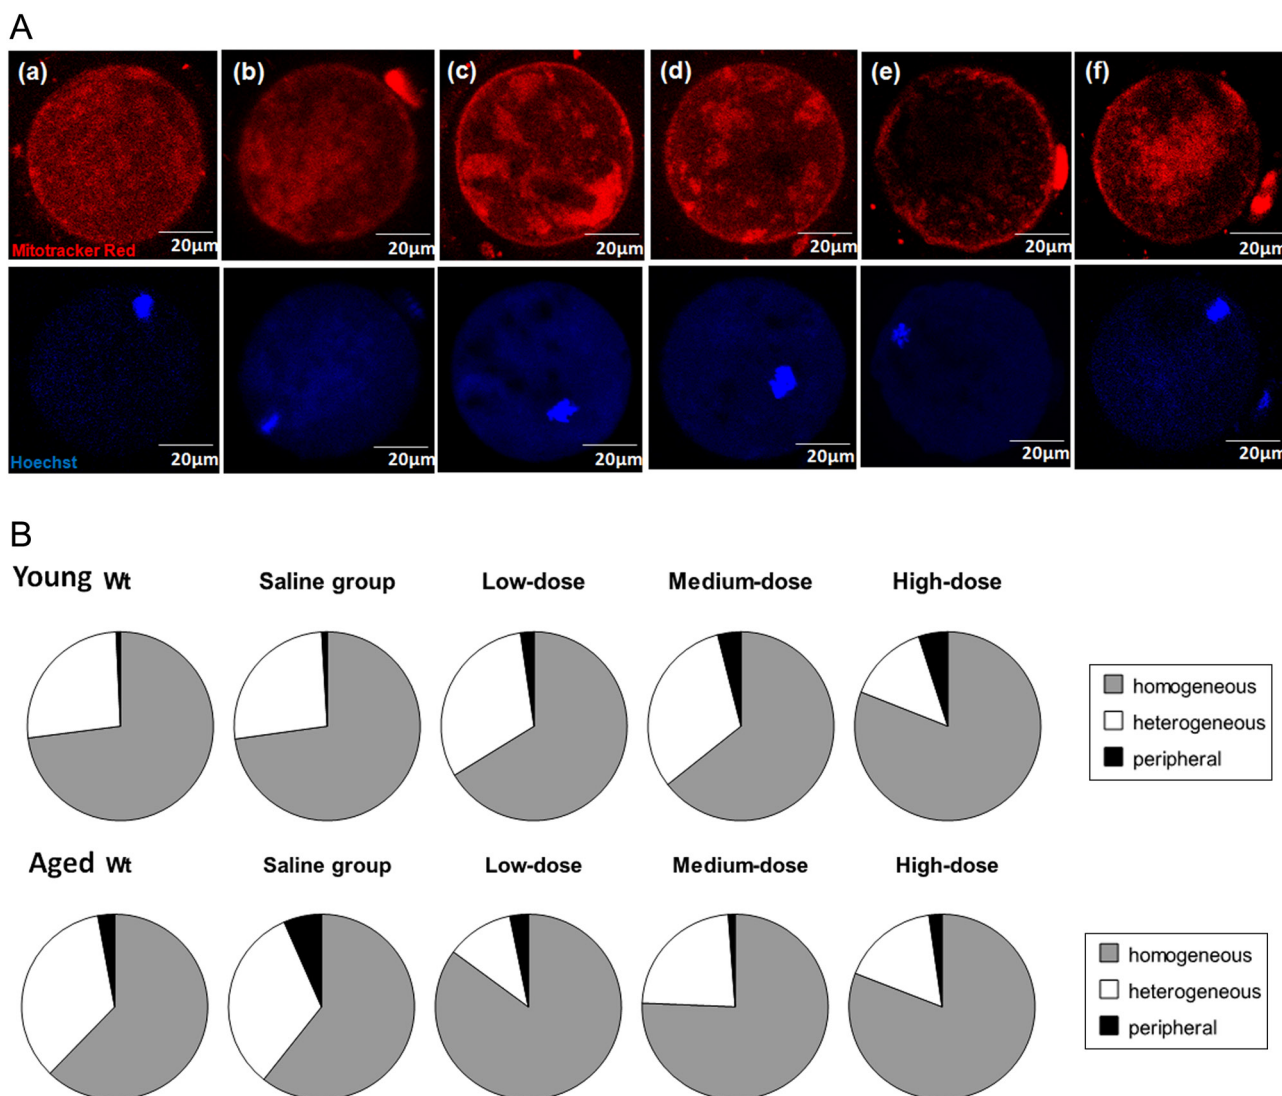 A
(a) (b) (c) (d) (e) (f)
Mitotracker Red 20μm 20μm 20μm 20μm 20μm 20μm
Hoechst 20μm 20μm 20μm 20μm 20μm 20μm
B
Young Wt Saline group Low-dose Medium-dose High-dose
homogeneous
heterogeneous
peripheral
Aged Wt Saline group Low-dose Medium-dose High-dose
homogeneous
heterogeneous
peripheral